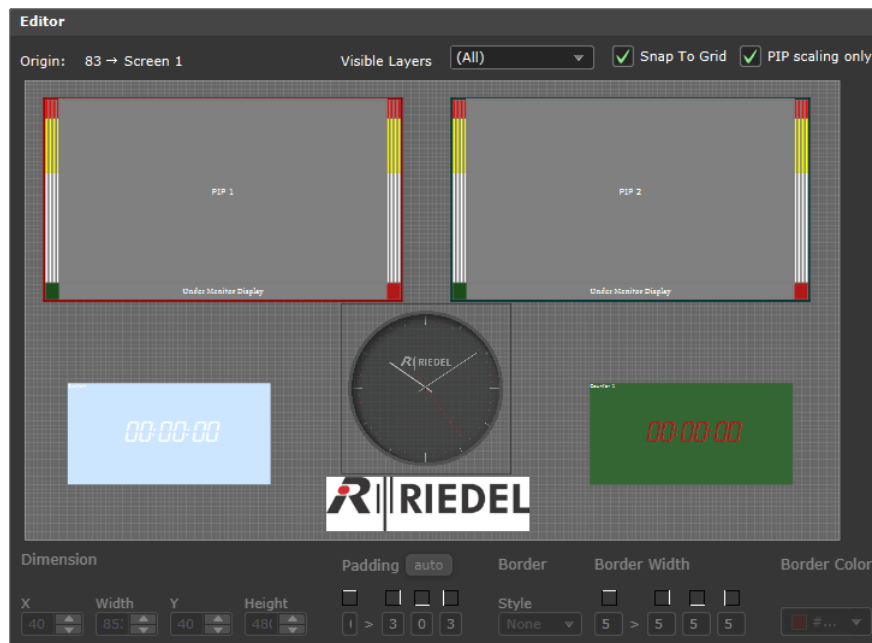 Editor
Origin: 83 → Screen 1
Visible Layers (All)
Snap To Grid
PIP scaling only
PIP 1
PIP 2
Under Monitor Display
Under Monitor Display
R RIEDEL
00:00:00
Counter 2
00:00:00
R RIEDEL
Dimension
Padding auto
Border
Border Width
Border Color
X Width Y Height
Style
40 40 > 3 0 3 None 5 > 5 5 5 #...